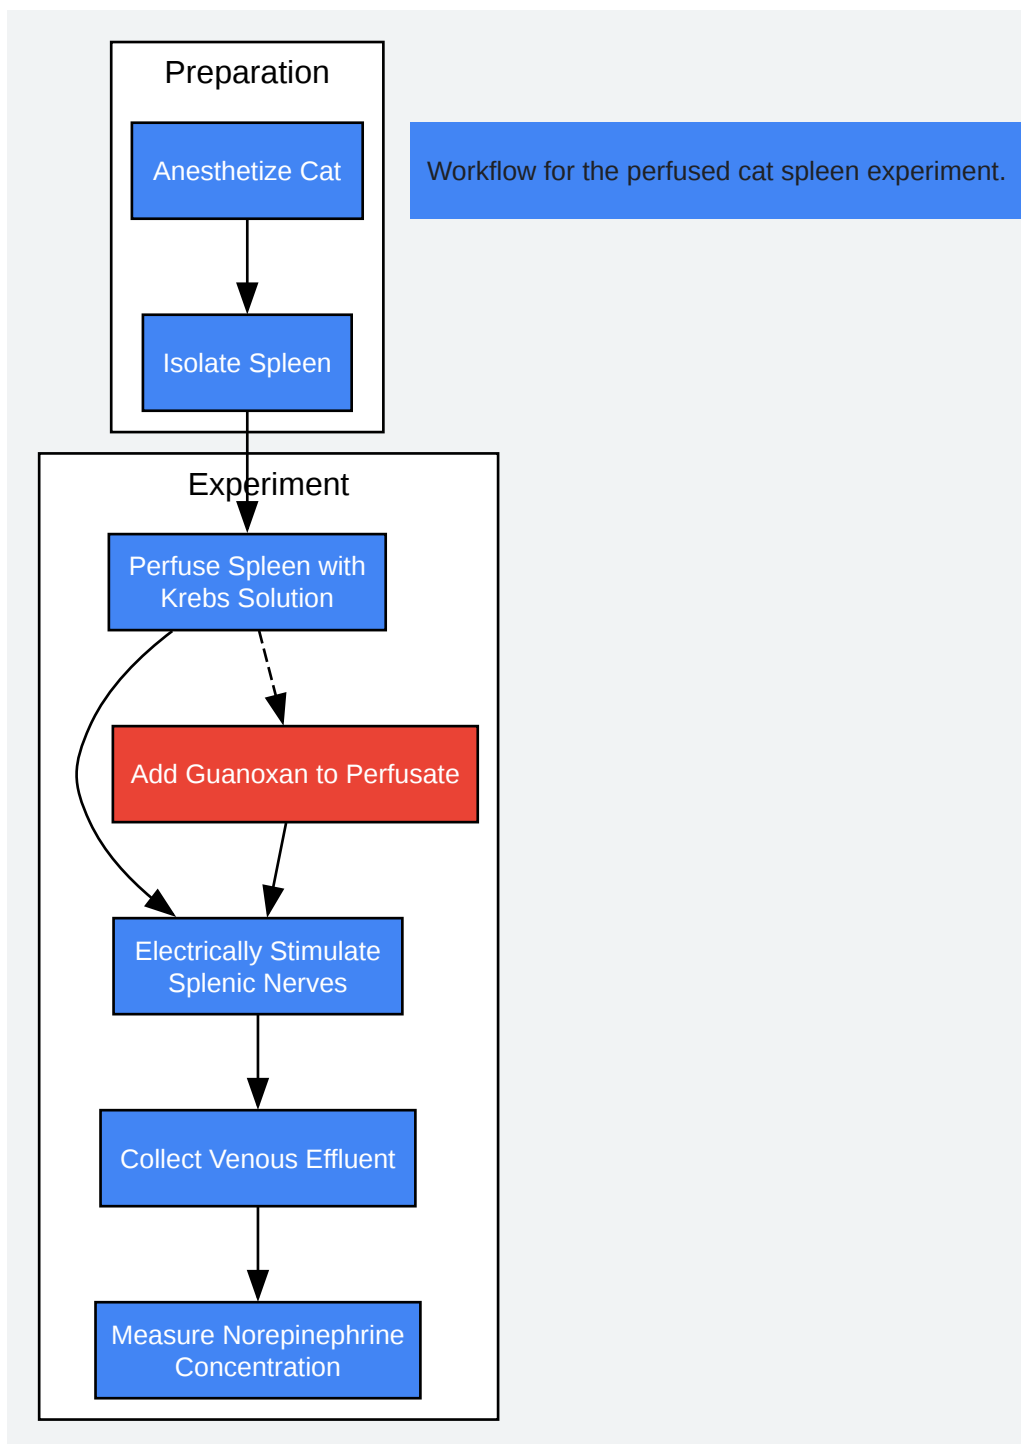 Preparation
Anesthetize Cat
Workflow for the perfused cat spleen experiment.
Isolate Spleen
Experiment
Perfuse Spleen with
Krebs Solution
Add Guanoxan to Perfusate
Electrically Stimulate
Splenic Nerves
Collect Venous Effluent
Measure Norepinephrine
Concentration